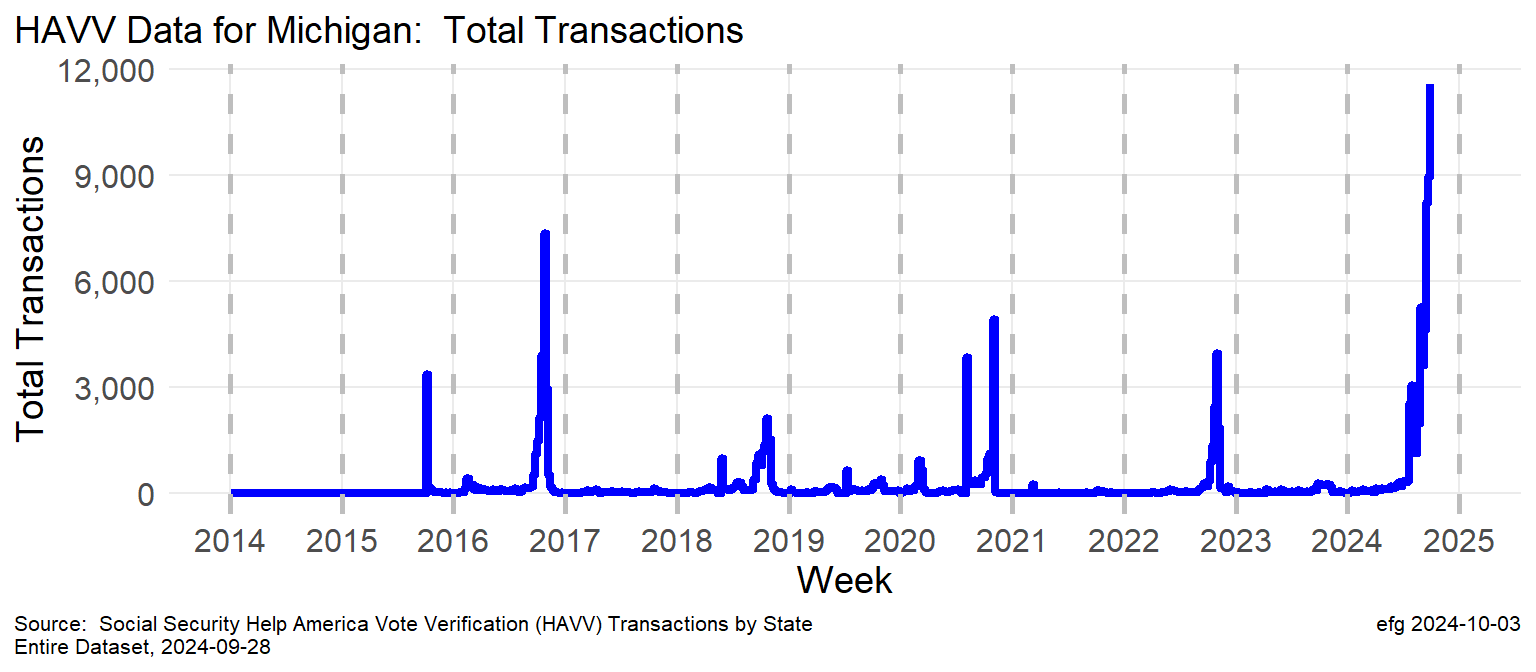 HAVV Data for Michigan:  Total Transactions
12,000
9,000
6,000
3,000
0
Total Transactions
2014 2015 2016 2017 2018 2019 2020 2021 2022 2023 2024 2025
Week
Source:  Social Security Help America Vote Verification (HAVV) Transactions by State
Entire Dataset, 2024-09-28
efg 2024-10-03